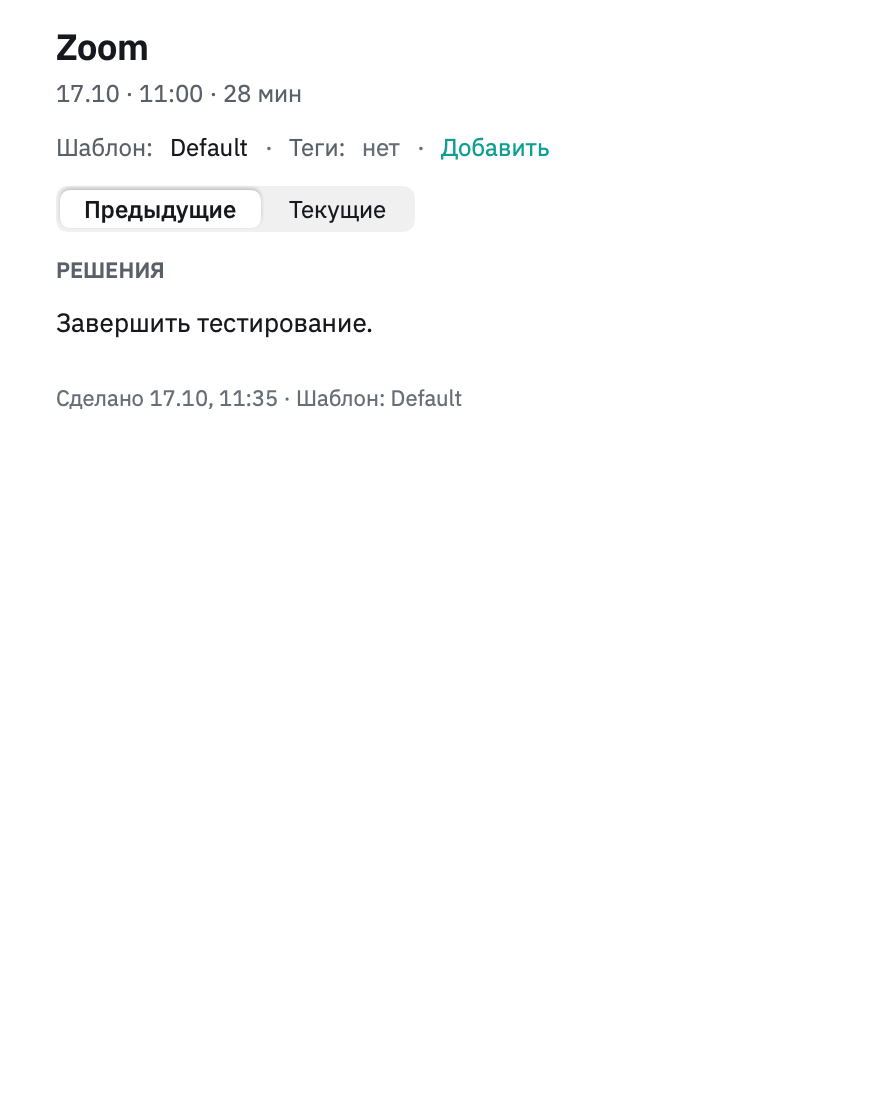 Zoom
17.10 · 11:00 · 28 мин
Шаблон: Default · Теги: нет · Добавить
Предыдущие Текущие
РЕШЕНИЯ
Завершить тестирование.
Сделано 17.10, 11:35 · Шаблон: Default